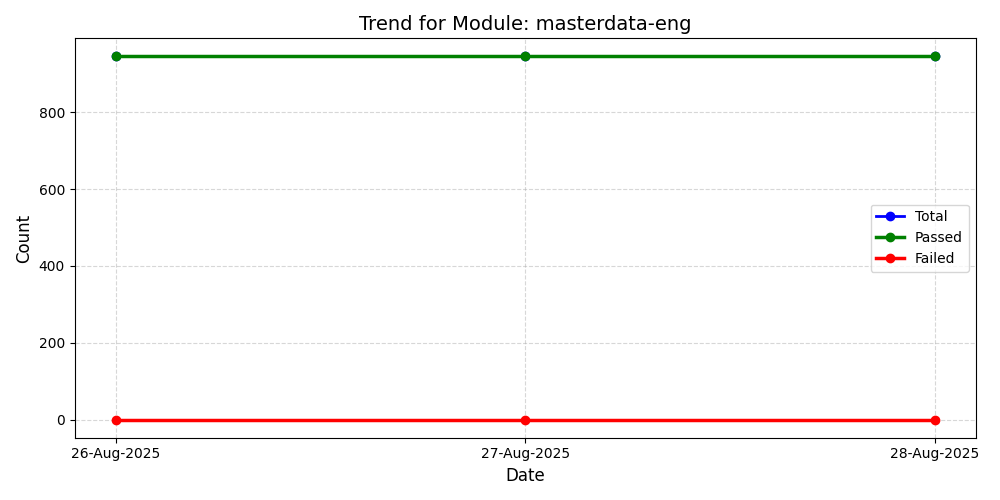 Trend for Module: masterdata-eng
Count
800
600
400
200
0
Total
Passed
Failed
26-Aug-2025
27-Aug-2025
28-Aug-2025
Date